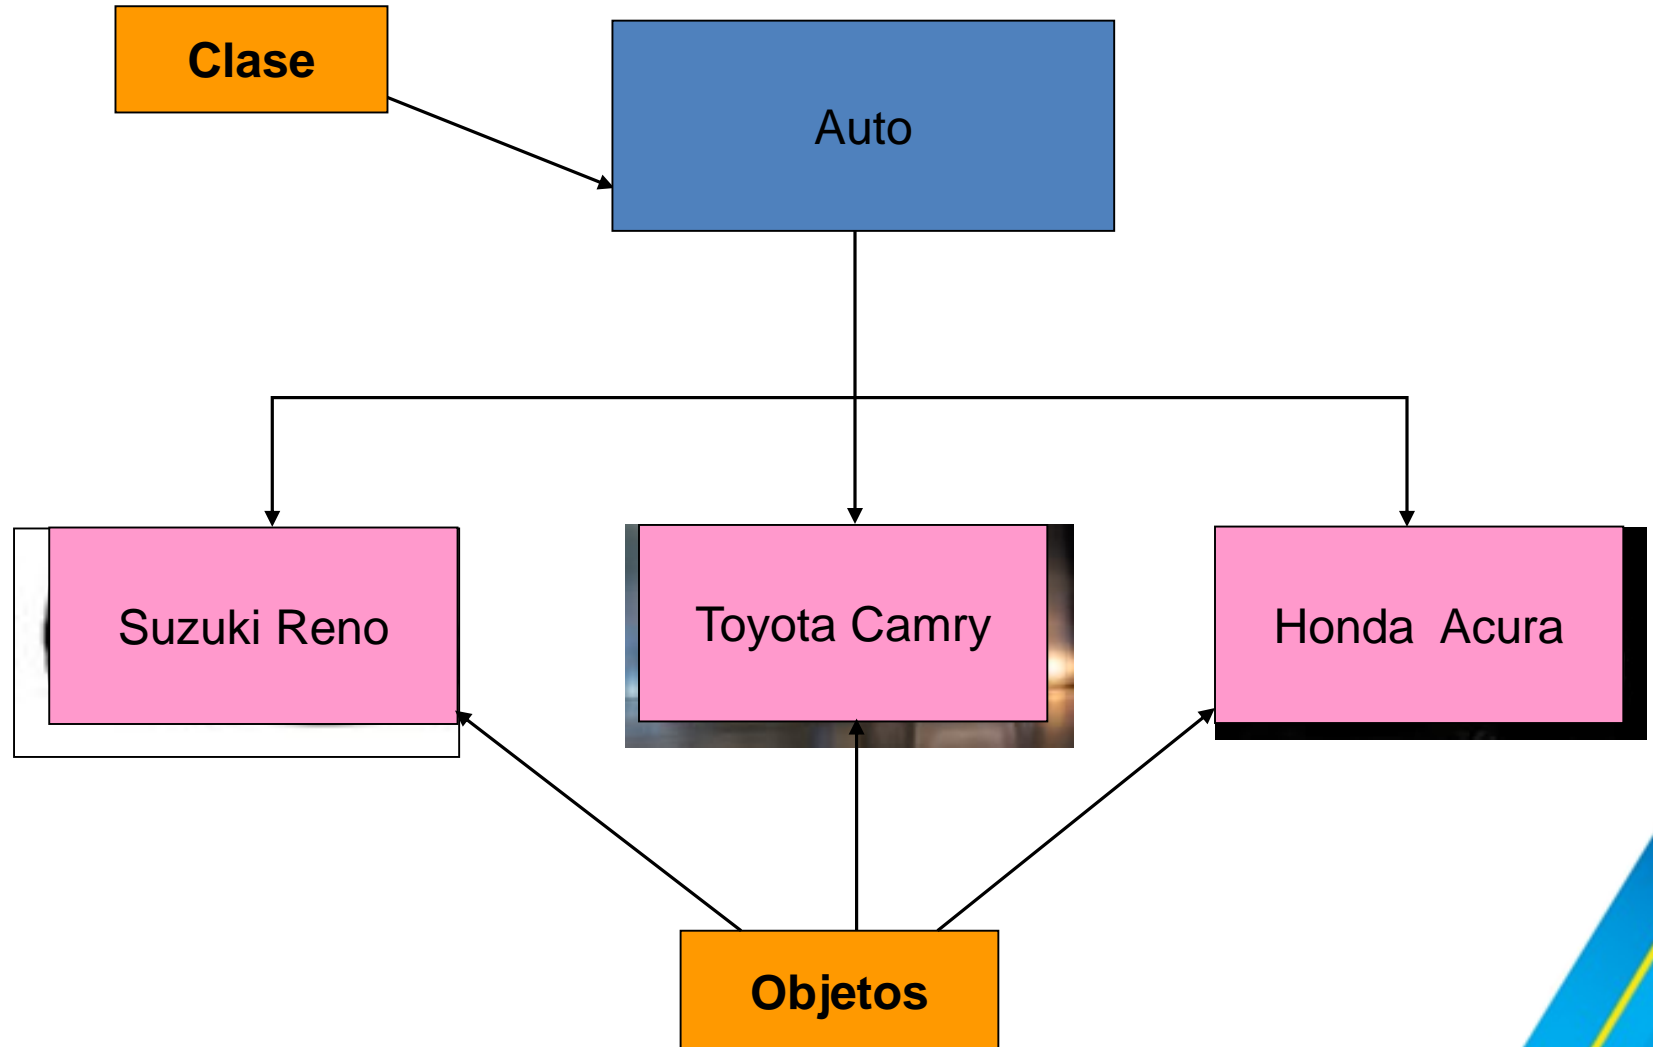 Clase
Auto
Suzuki Reno
Toyota Camry
Honda  Acura
Objetos